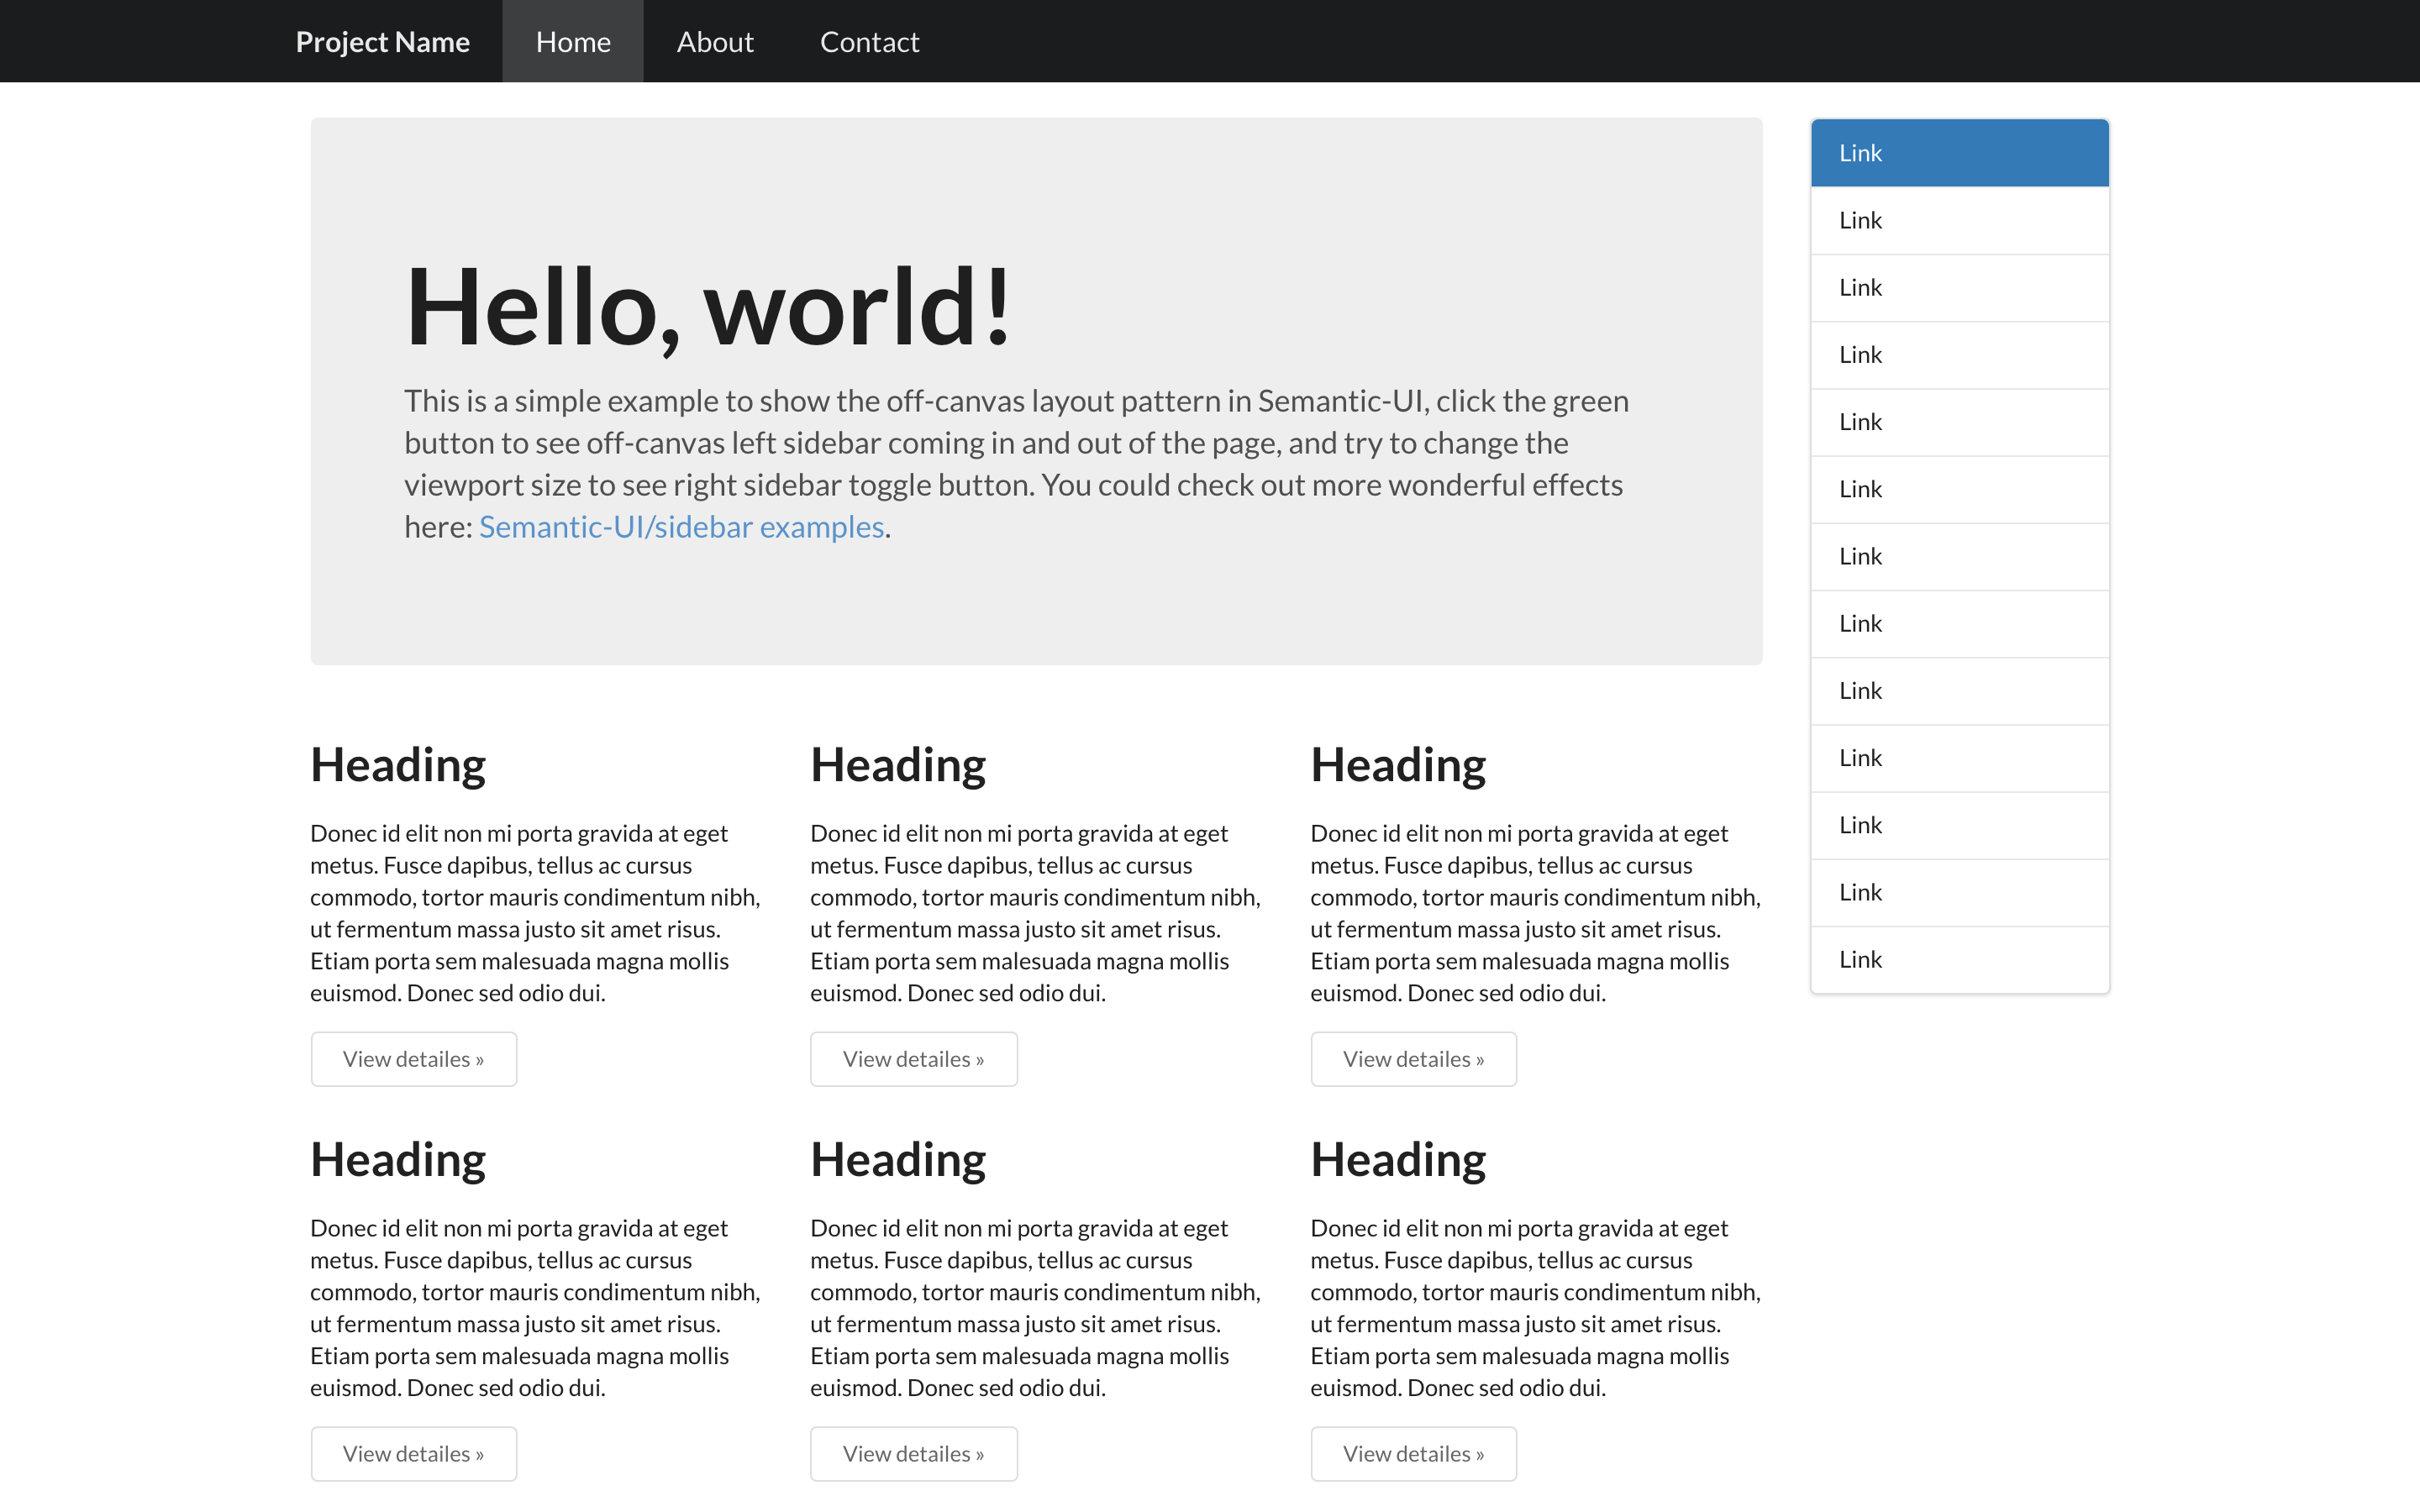 Project Name Home About Contact
Hello, world!
This is a simple example to show the off-canvas layout pattern in Semantic-UI, click the green
button to see off-canvas left sidebar coming in and out of the page, and try to change the
viewport size to see right sidebar toggle button. You could check out more wonderful effects
here: Semantic-UI/sidebar examples.
Heading
Donec id elit non mi porta gravida at eget
metus. Fusce dapibus, tellus ac cursus
commodo, tortor mauris condimentum nibh,
ut fermentum massa justo sit amet risus.
Etiam porta sem malesuada magna mollis
euismod. Donec sed odio dui.
View detailes »
Heading
Donec id elit non mi porta gravida at eget
metus. Fusce dapibus, tellus ac cursus
commodo, tortor mauris condimentum nibh,
ut fermentum massa justo sit amet risus.
Etiam porta sem malesuada magna mollis
euismod. Donec sed odio dui.
View detailes »
Heading
Donec id elit non mi porta gravida at eget
metus. Fusce dapibus, tellus ac cursus
commodo, tortor mauris condimentum nibh,
ut fermentum massa justo sit amet risus.
Etiam porta sem malesuada magna mollis
euismod. Donec sed odio dui.
View detailes »
Heading
Donec id elit non mi porta gravida at eget
metus. Fusce dapibus, tellus ac cursus
commodo, tortor mauris condimentum nibh,
ut fermentum massa justo sit amet risus.
Etiam porta sem malesuada magna mollis
euismod. Donec sed odio dui.
View detailes »
Heading
Donec id elit non mi porta gravida at eget
metus. Fusce dapibus, tellus ac cursus
commodo, tortor mauris condimentum nibh,
ut fermentum massa justo sit amet risus.
Etiam porta sem malesuada magna mollis
euismod. Donec sed odio dui.
View detailes »
Heading
Donec id elit non mi porta gravida at eget
metus. Fusce dapibus, tellus ac cursus
commodo, tortor mauris condimentum nibh,
ut fermentum massa justo sit amet risus.
Etiam porta sem malesuada magna mollis
euismod. Donec sed odio dui.
View detailes »
Link
Link
Link
Link
Link
Link
Link
Link
Link
Link
Link
Link
Link